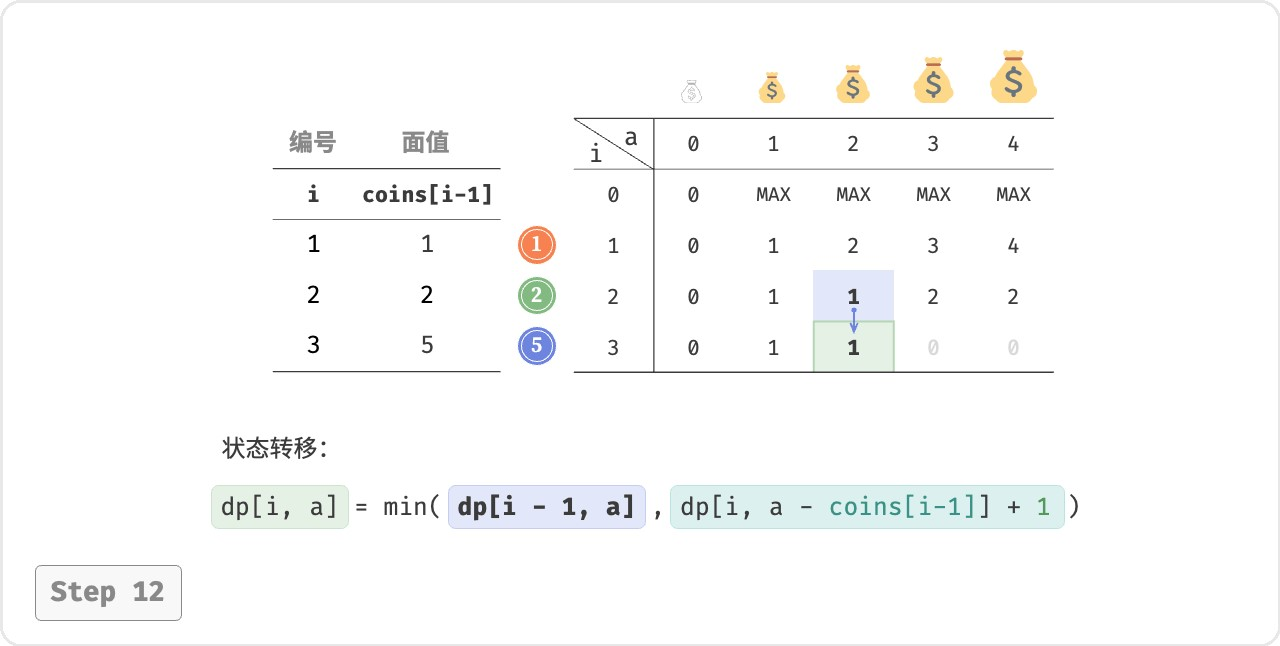 编号 面值
i coins[i-1]
1 1
2 2
3 5
1
2
5
$ $ $ $ $
i a 0 1 2 3 4
0 0 MAX MAX MAX MAX
1 0 1 2 3 4
2 0 1 1 2 2
3 0 1 1 0 0
状态转移：
dp[i, a] = min( dp[i - 1, a] , dp[i, a - coins[i-1]] + 1 )
Step 12